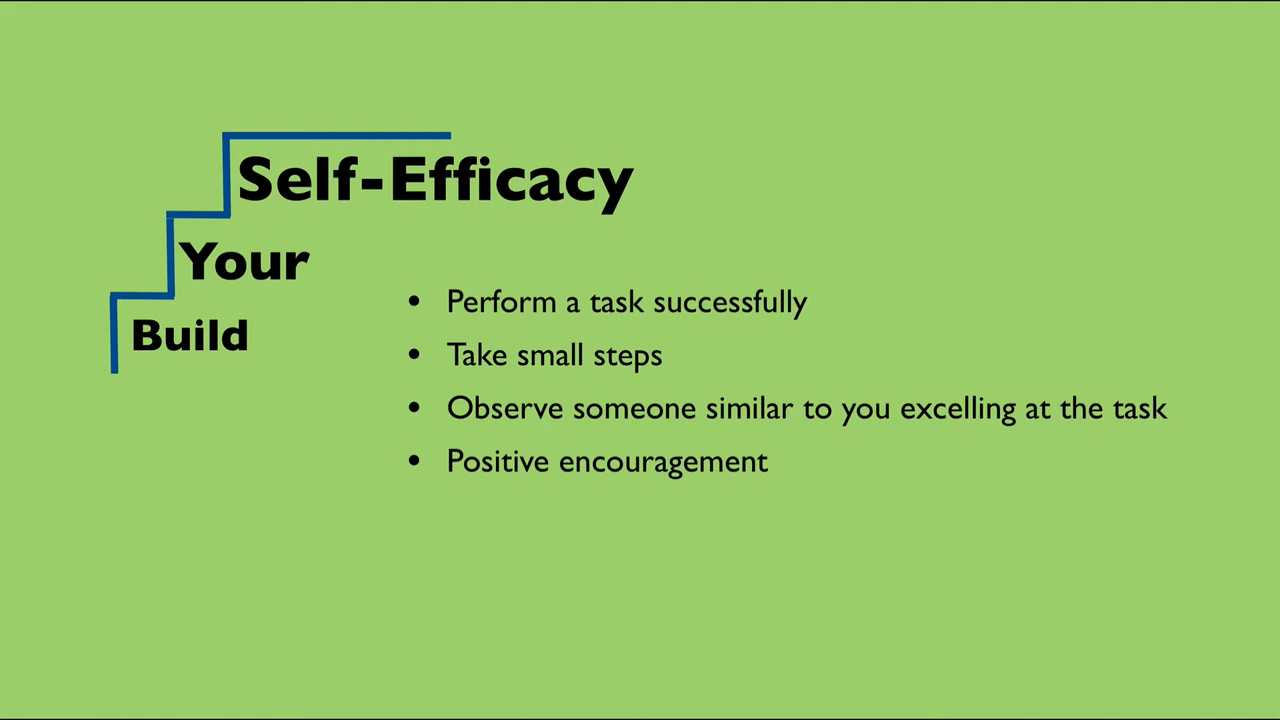 Self-Efficacy
Your
Build
• Perform a task successfully
• Take small steps
• Observe someone similar to you excelling at the task
• Positive encouragement